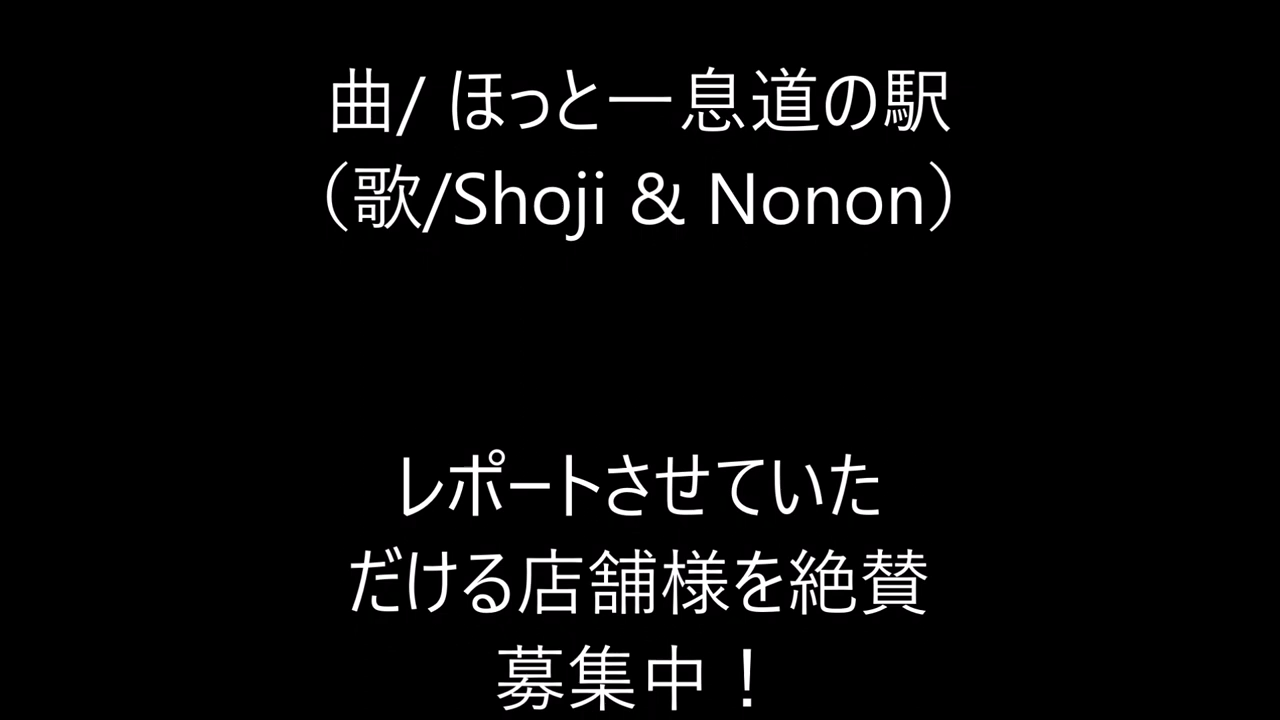 曲/ ほっと一息道の駅
（歌/Shoji & Nonon）
レポートさせていた
だける店舗様を絶賛
募集中！